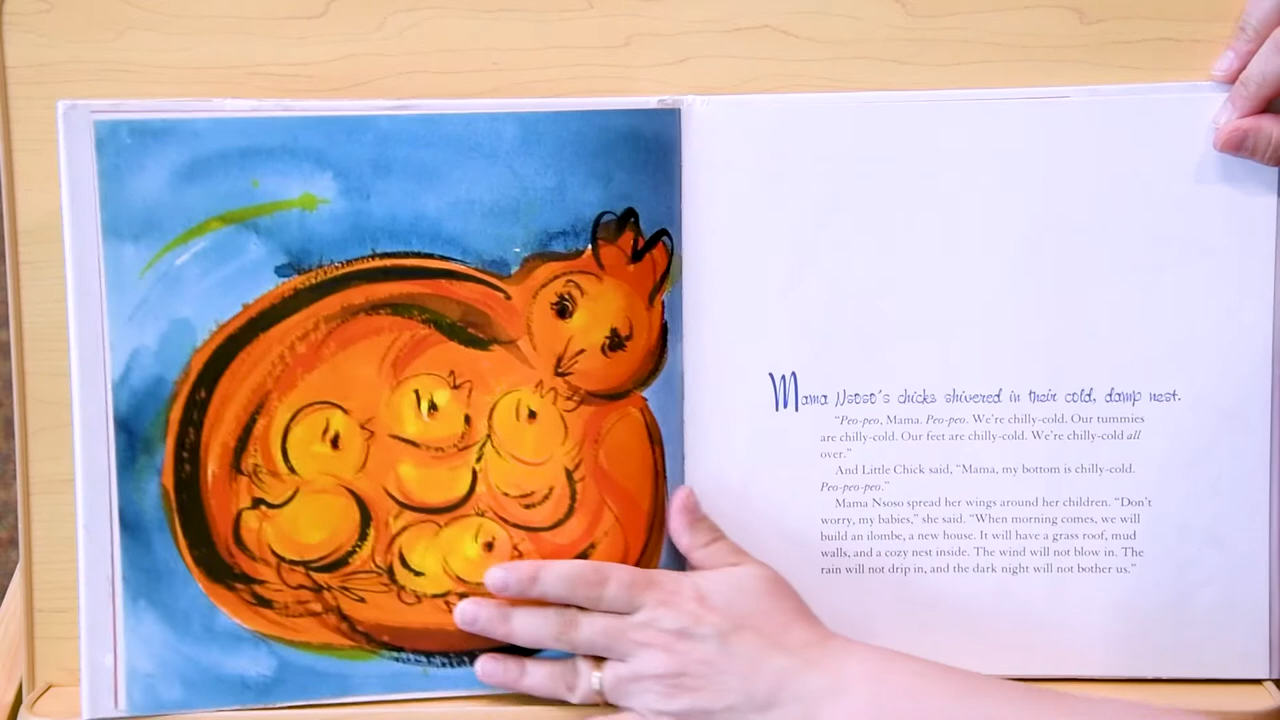 Mama Nsoso's chicks shivered in their cold, damp nest.
"Peo-peo, Mama. Peo-peo. We're chilly-cold. Our tummies
are chilly-cold. Our feet are chilly-cold. We're chilly-cold all
over."
And Little Chick said, "Mama, my bottom is chilly-cold.
Peo-peo-peo."
Mama Nsoso spread her wings around her children. "Don't
worry, my babies," she said. "When morning comes, we will
build an ilombe, a new house. It will have a grass roof, mud
walls, and a cozy nest inside. The wind will not blow in. The
rain will not drip in, and the dark night will not bother us."